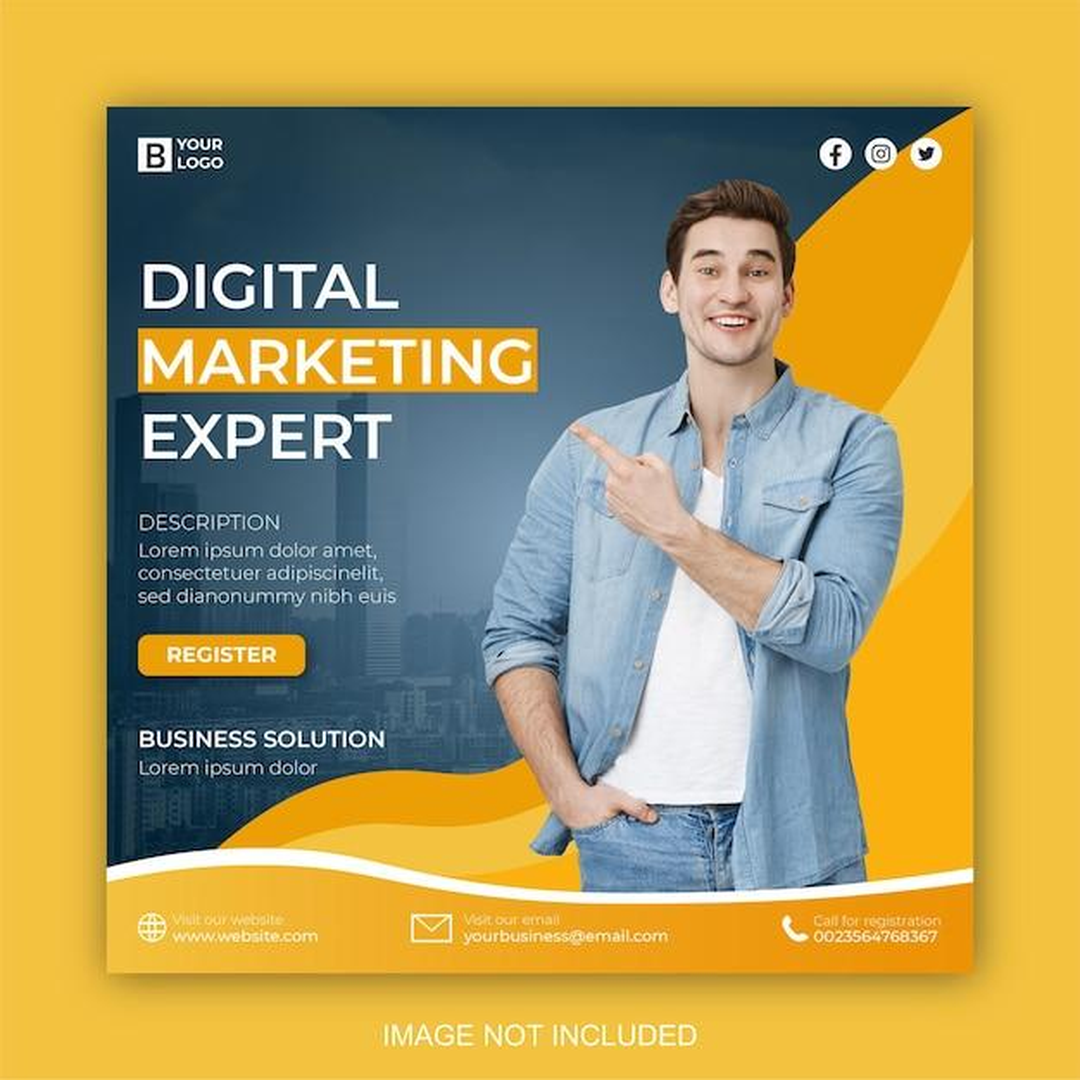 B YOUR
LOGO
DIGITAL
MARKETING
EXPERT
DESCRIPTION
Lorem ipsum dolor amet,
consectetuer adipiscinelit,
sed dianonummy nibh euis
REGISTER
BUSINESS SOLUTION
Lorem ipsum dolor
Visit our website
www.website.com
Visit our email
yourbusiness@email.com
Call for registration
0023564768367
IMAGE NOT INCLUDED